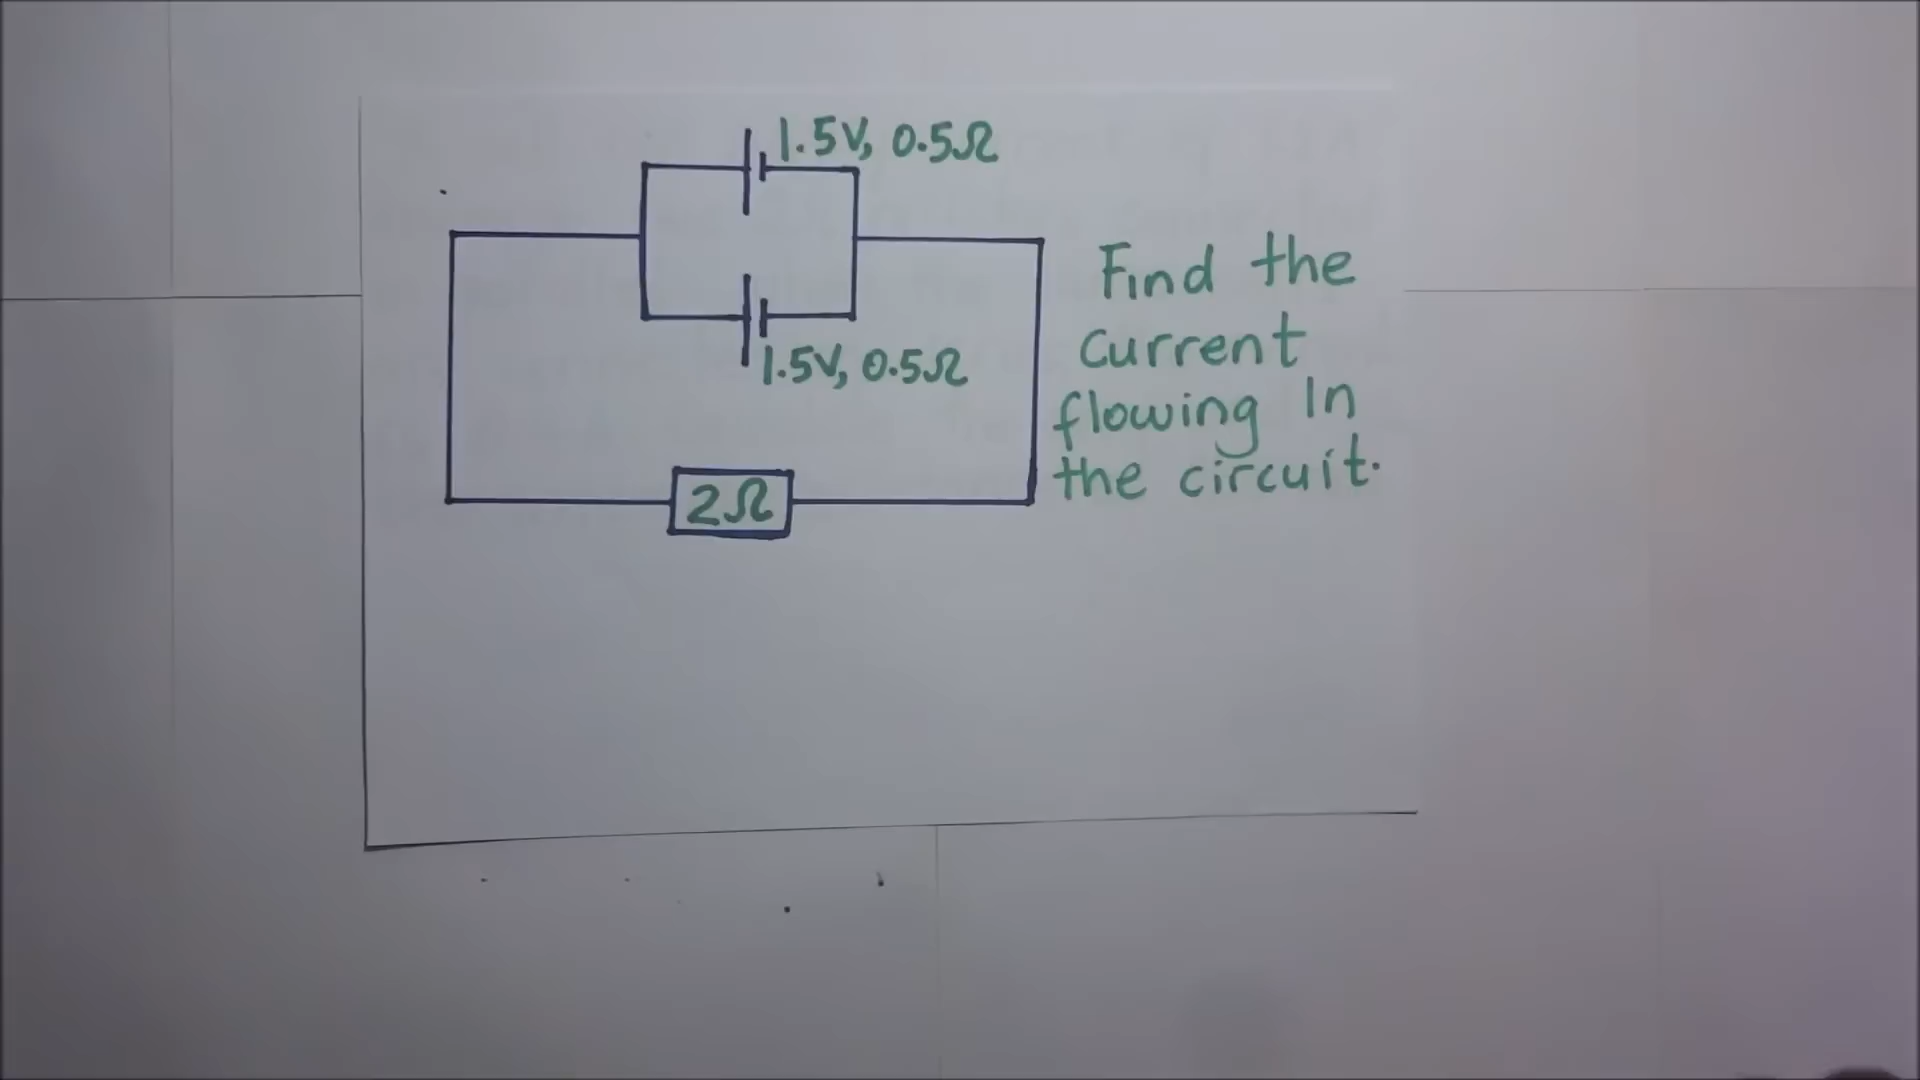 1.5V, 0.5Ω
1.5V, 0.5Ω
2Ω
Find the
current
flowing In
the circuit.